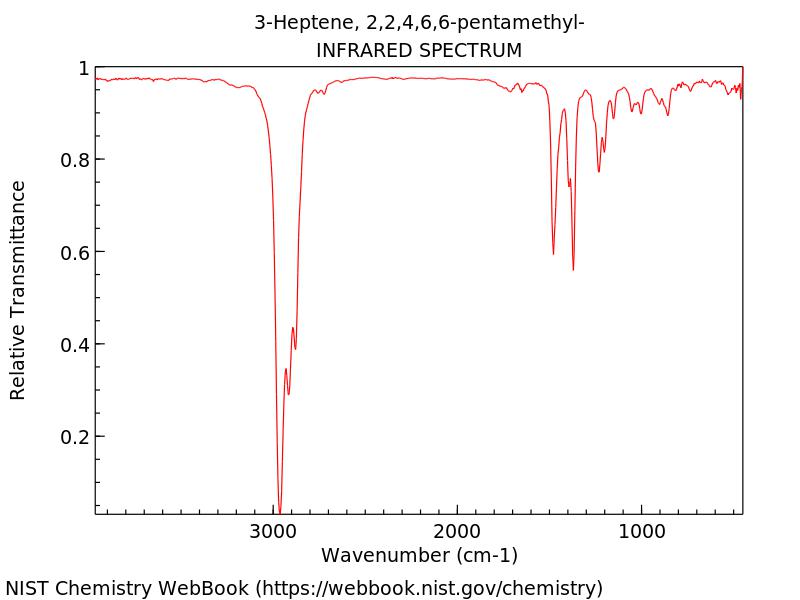 3-Heptene, 2,2,4,6,6-pentamethyl-
INFRARED SPECTRUM
Relative Transmittance
1
0.8
0.6
0.4
0.2
3000 2000 1000
Wavenumber (cm-1)
NIST Chemistry WebBook (https://webbook.nist.gov/chemistry)